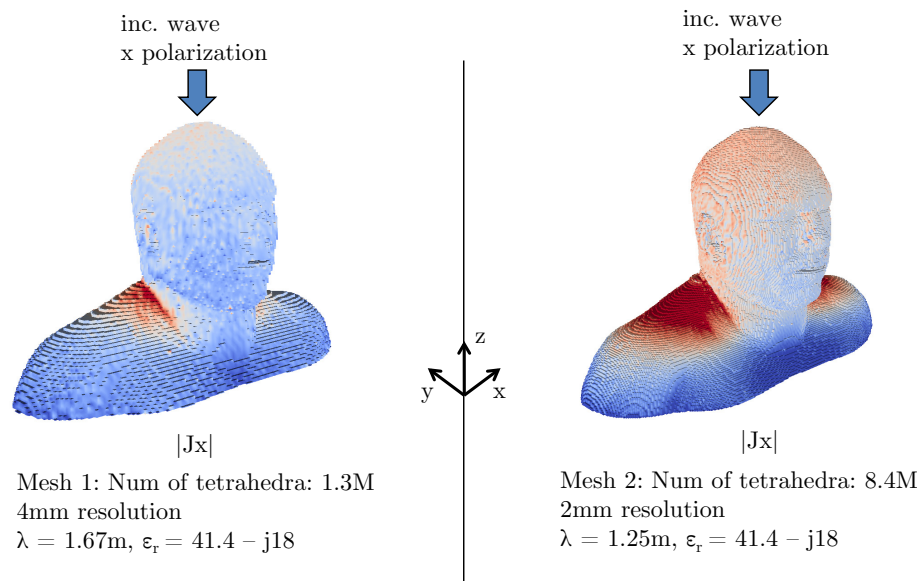 inc. wave
x polarization
|Jx|
Mesh 1: Num of tetrahedra: 1.3M
4mm resolution
λ = 1.67m, εr = 41.4 – j18
z
y
x
inc. wave
x polarization
|Jx|
Mesh 2: Num of tetrahedra: 8.4M
2mm resolution
λ = 1.25m, εr = 41.4 – j18